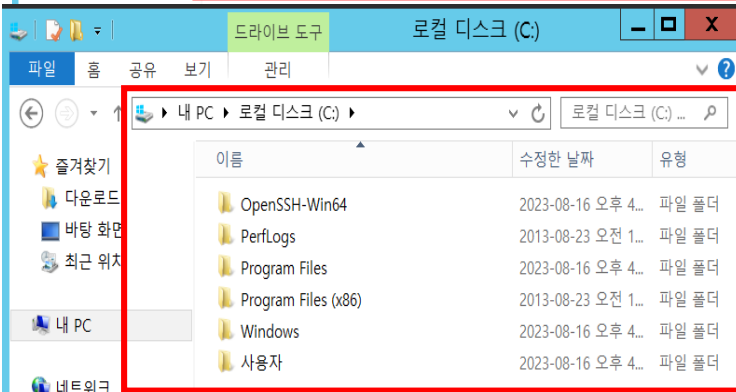 드라이브 도구 로컬 디스크 (C:)
파일 홈 공유 보기 관리
내 PC 로컬 디스크 (C:) 로컬 디스크 (C:) ...
이름 수정한 날짜 유형
즐겨찾기
다운로드
바탕 화면
최근 위치
내 PC
네트워크
OpenSSH-Win64 2023-08-16 오후 4... 파일 폴더
PerfLogs 2013-08-23 오전 1... 파일 폴더
Program Files 2023-08-16 오후 4... 파일 폴더
Program Files (x86) 2013-08-23 오전 1... 파일 폴더
Windows 2023-08-16 오후 4... 파일 폴더
사용자 2023-08-16 오후 4... 파일 폴더